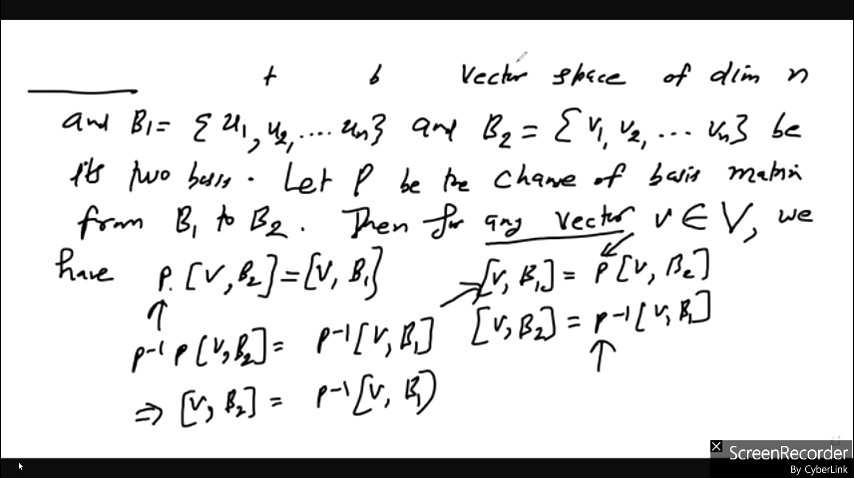 t b vector space of dim n
and B₁ = {u₁, u₂, .... uₙ} and B₂ = {v₁, v₂, ... vₙ} be
its two basis. Let P be the change of basis matrix
from B₁ to B₂. Then for any vector v ∈ V, we
have P. [V, B₂] = [V, B₁]
[V, B₁] = P [V, B₂]
P⁻¹ P [V, B₂] = P⁻¹ [V, B₁]
[V, B₂] = P⁻¹ [V, B₁]
⇒ [V, B₂] = P⁻¹ [V, B₁)
ScreenRecorder
By CyberLink